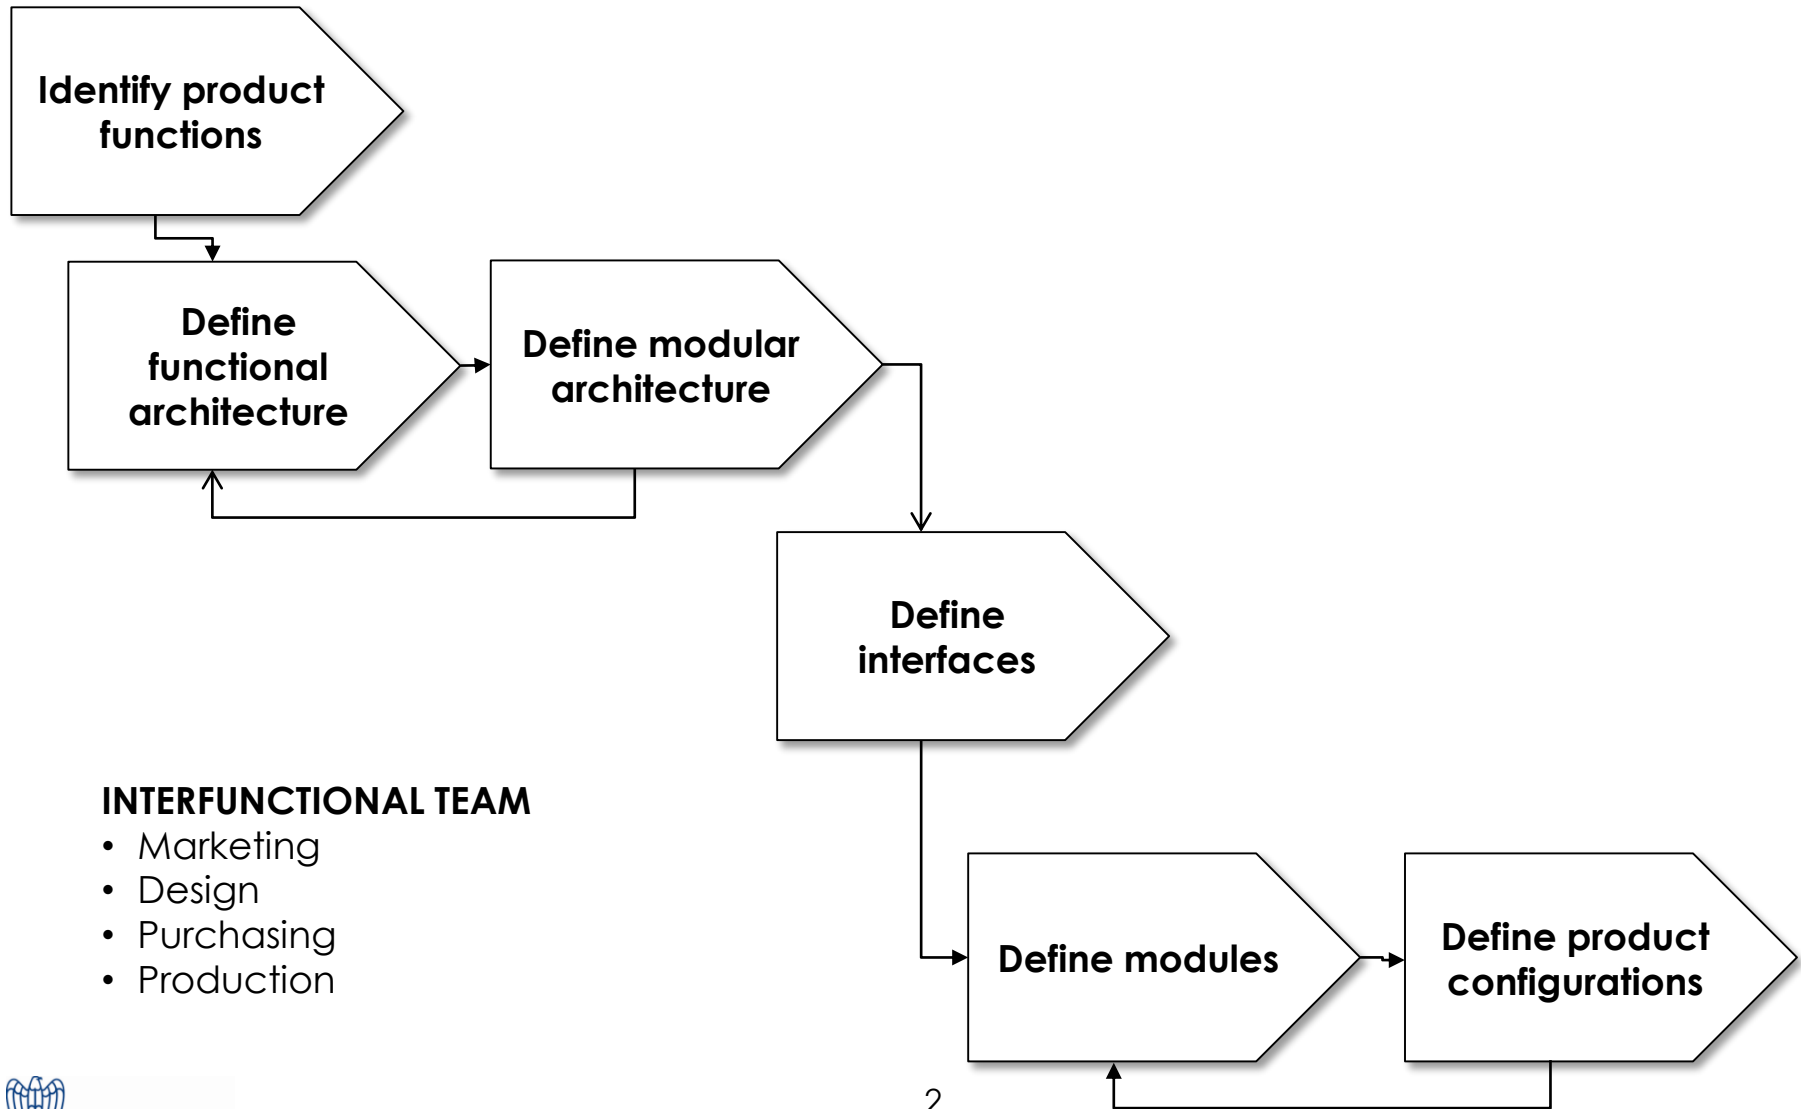 Identify product
functions
Define
functional
architecture
Define modular
architecture
Define
interfaces
INTERFUNCTIONAL TEAM
• Marketing
• Design
• Purchasing
• Production
Define modules
Define product
configurations
2